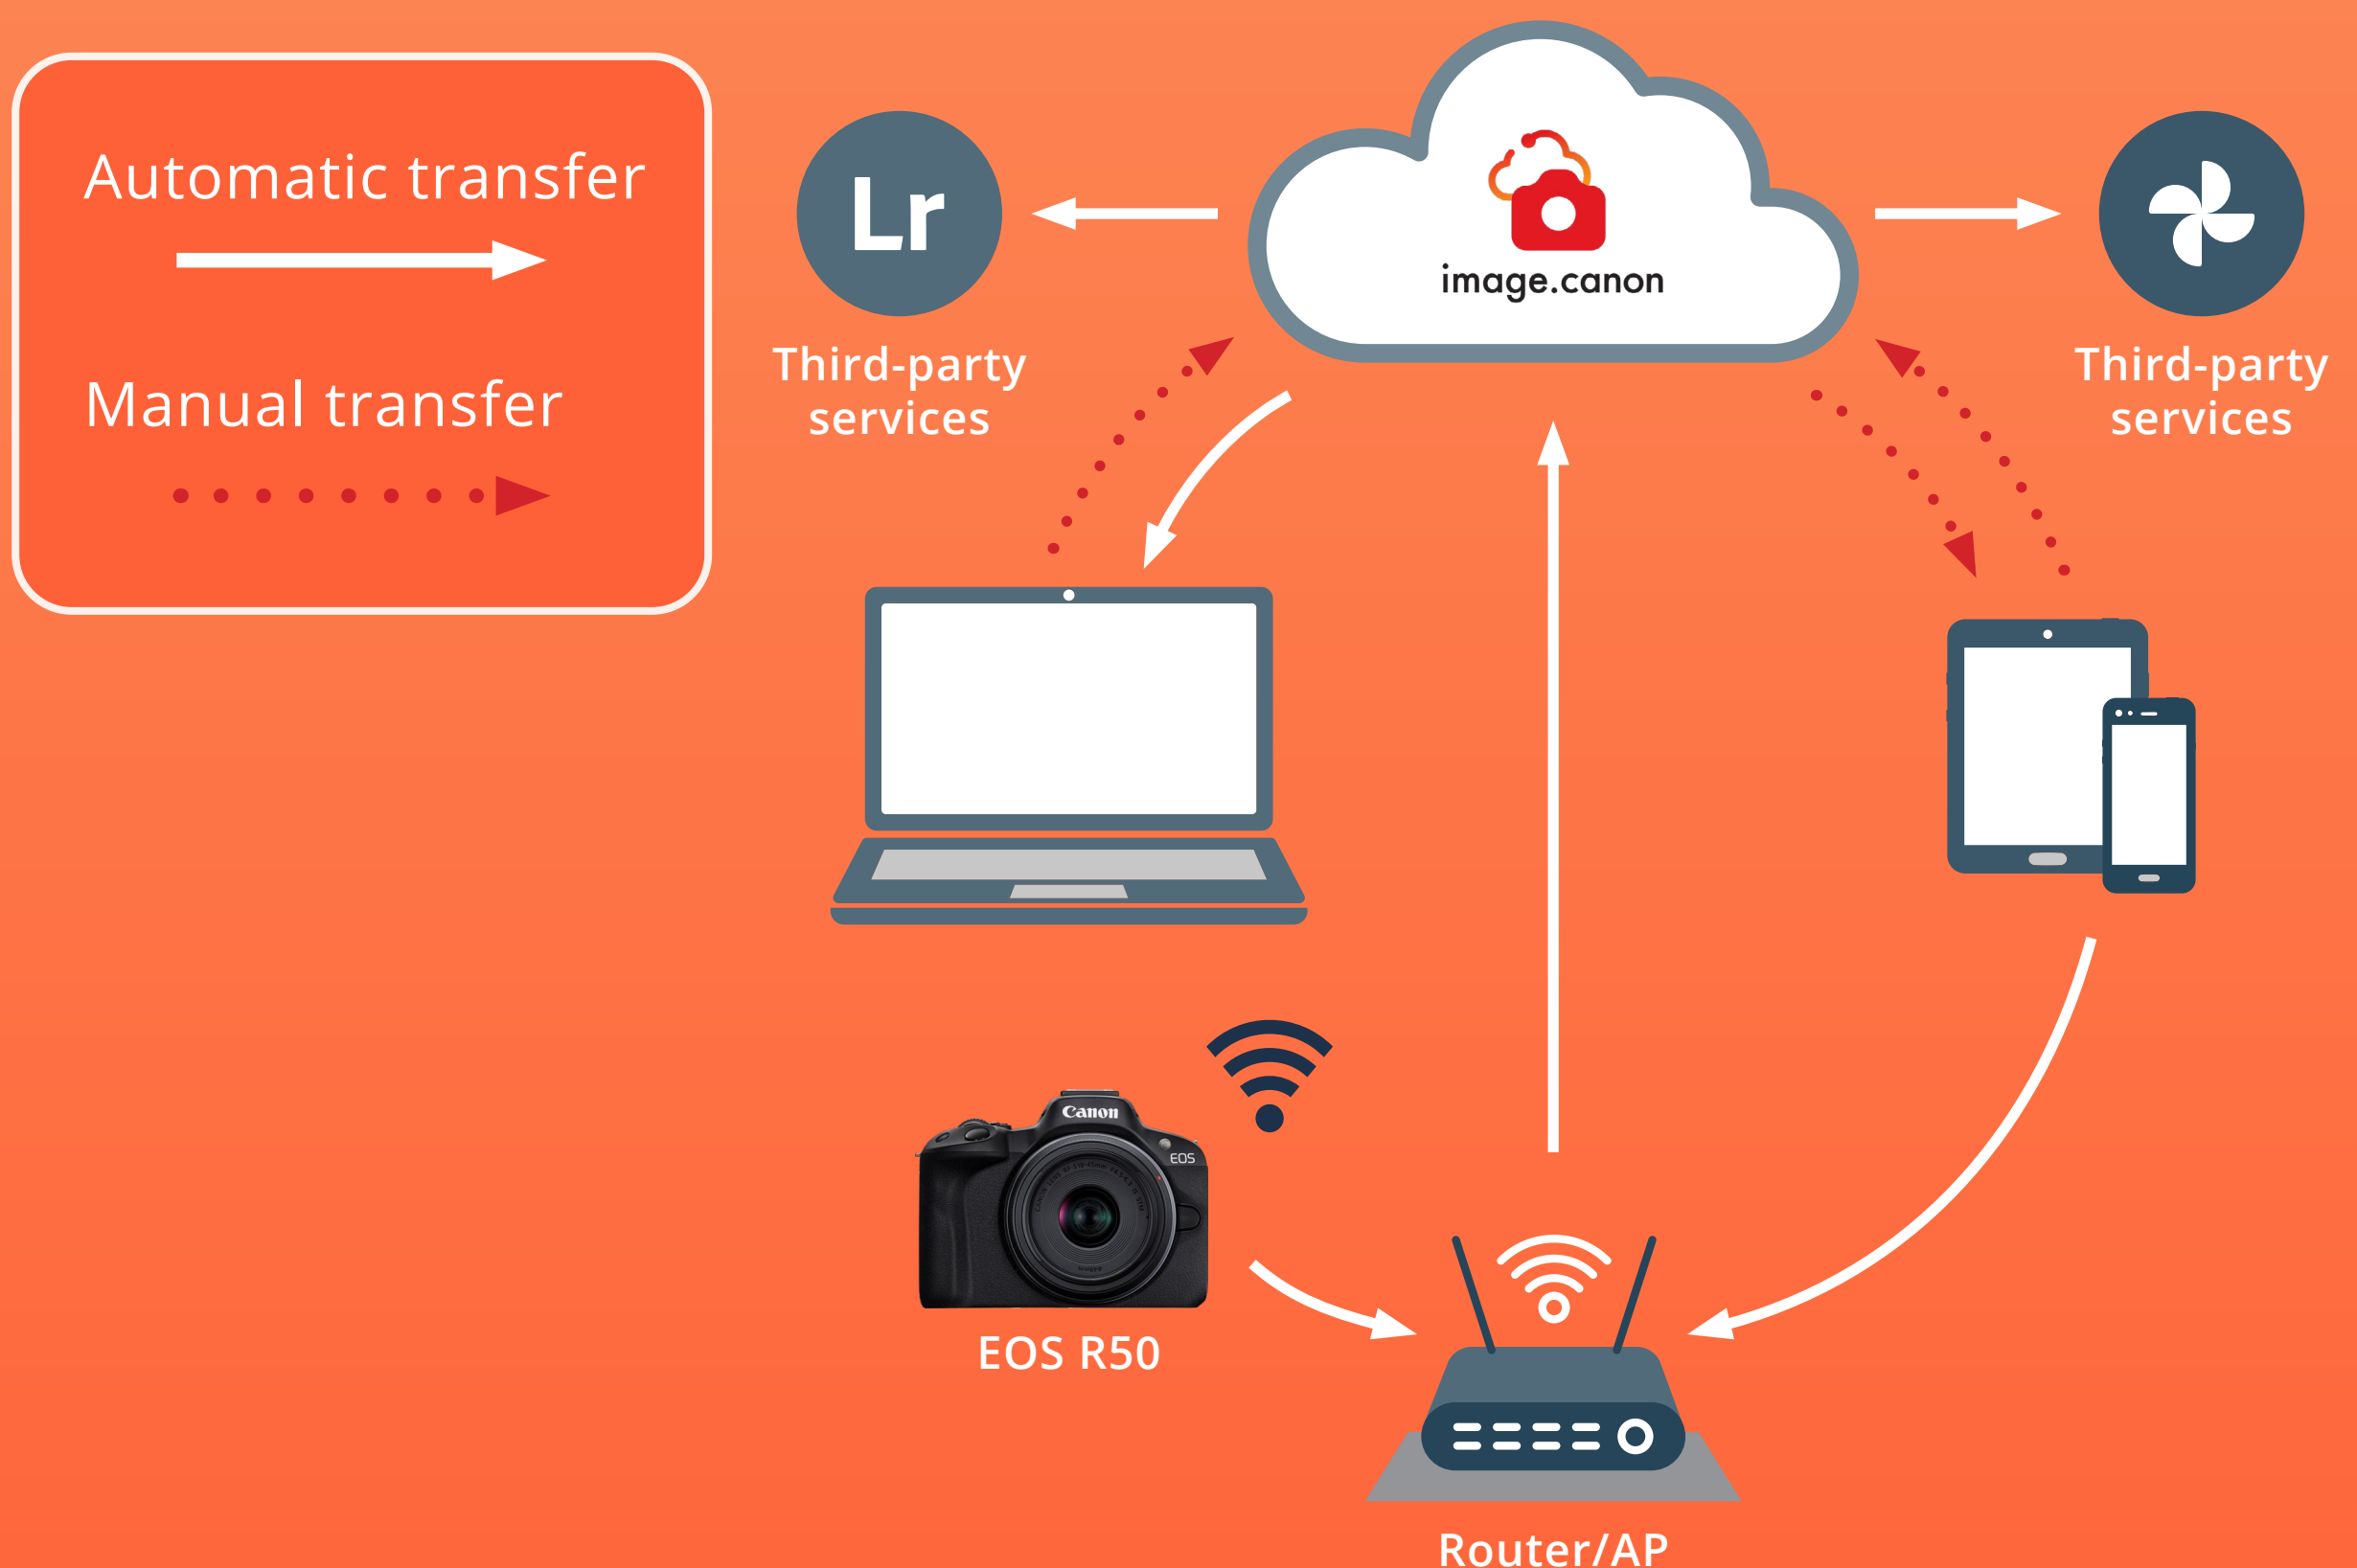 Automatic transfer
Manual transfer
Lr
Third-party
services
image.canon
Third-party
services
Canon
EOS
EOS R50
Router/AP